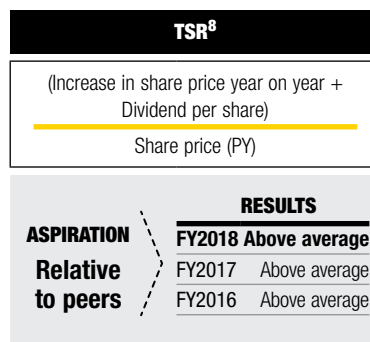 TSR⁸
(Increase in share price year on year +
Dividend per share)
Share price (PY)
ASPIRATION
Relative
to peers
RESULTS
FY2018 Above average
FY2017 Above average
FY2016 Above average